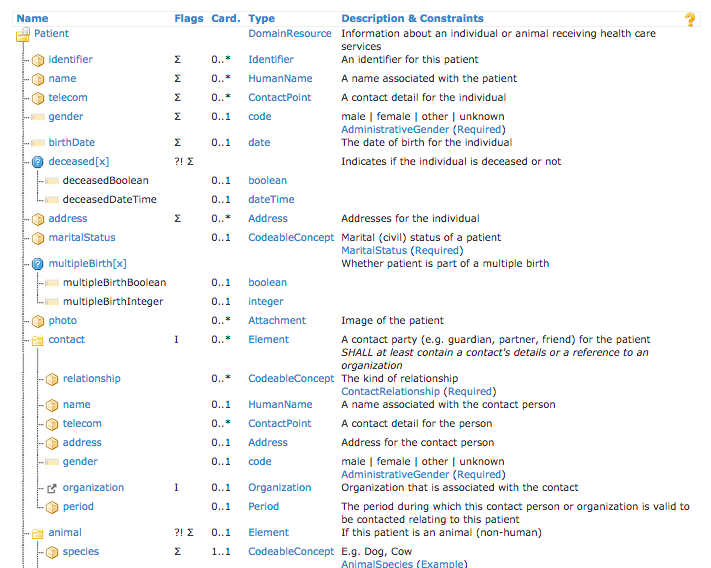 Name Flags Card. Type Description & Constraints ?
Patient DomainResource Information about an individual or animal receiving health care
services
identifier Σ 0..* Identifier An identifier for this patient
name Σ 0..* HumanName A name associated with the patient
telecom Σ 0..* ContactPoint A contact detail for the individual
gender Σ 0..1 code male | female | other | unknown
AdministrativeGender (Required)
birthDate Σ 0..1 date The date of birth for the individual
deceased[x] ?! Σ Indicates if the individual is deceased or not
deceasedBoolean 0..1 boolean
deceasedDateTime 0..1 dateTime
address Σ 0..* Address Addresses for the individual
maritalStatus 0..1 CodeableConcept Marital (civil) status of a patient
MaritalStatus (Required)
multipleBirth[x] Whether patient is part of a multiple birth
multipleBirthBoolean 0..1 boolean
multipleBirthInteger 0..1 integer
photo 0..* Attachment Image of the patient
contact I 0..* Element A contact party (e.g. guardian, partner, friend) for the patient
SHALL at least contain a contact's details or a reference to an
organization
relationship 0..* CodeableConcept The kind of relationship
ContactRelationship (Required)
name 0..1 HumanName A name associated with the contact person
telecom 0..* ContactPoint A contact detail for the person
address 0..1 Address Address for the contact person
gender 0..1 code male | female | other | unknown
AdministrativeGender (Required)
organization I 0..1 Organization Organization that is associated with the contact
period 0..1 Period The period during which this contact person or organization is valid to
be contacted relating to this patient
animal ?! Σ 0..1 Element If this patient is an animal (non-human)
species Σ 1..1 CodeableConcept E.g. Dog, Cow
AnimalSpecies (Example)